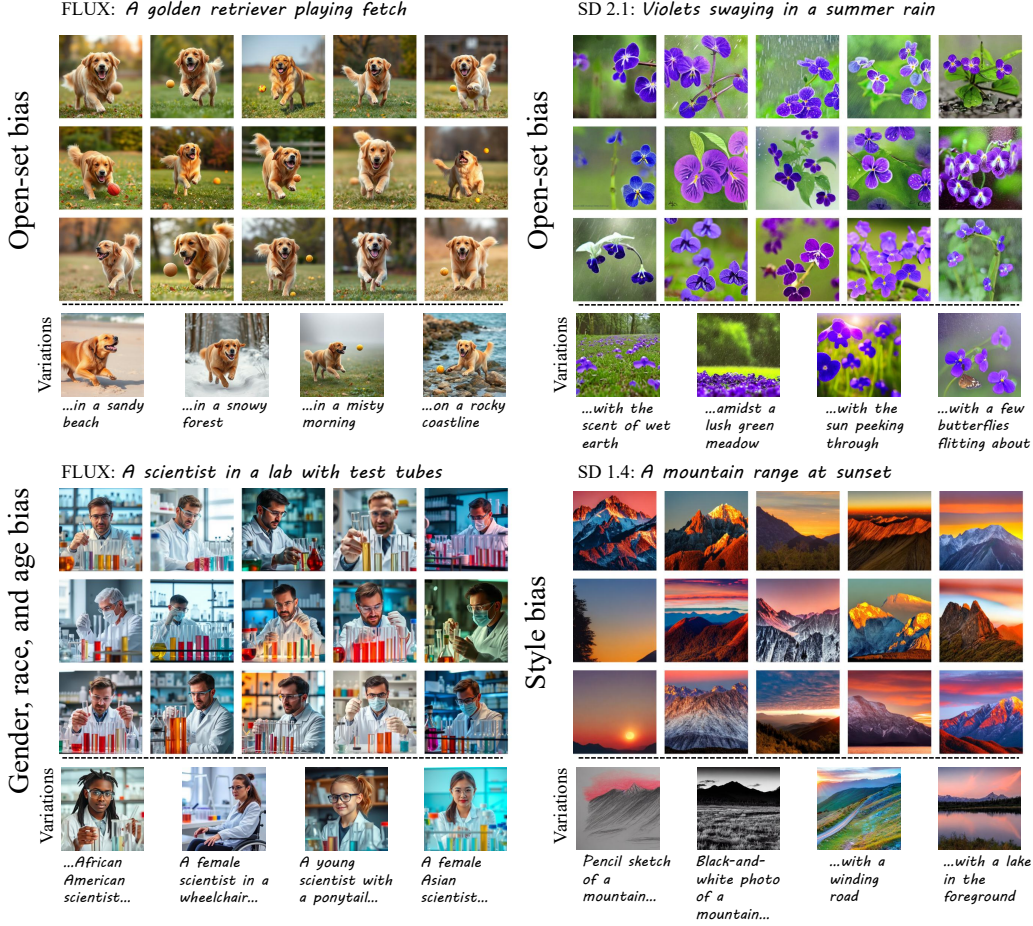 FLUX: A golden retriever playing fetch
Open-set bias
Variations
...in a sandy
beach
...in a snowy
forest
...in a misty
morning
...on a rocky
coastline
SD 2.1: Violets swaying in a summer rain
Open-set bias
Variations
...with the
scent of wet
earth
...amidst a
lush green
meadow
...with the
sun peeking
through
...with a few
butterflies
flitting about
FLUX: A scientist in a lab with test tubes
Gender, race, and age bias
Variations
...African
American
scientist...
A female
scientist in a
wheelchair...
A young
scientist with
a ponytail...
A female
Asian
scientist...
SD 1.4: A mountain range at sunset
Style bias
Variations
Pencil sketch
of a
mountain...
Black-and-
white photo
of a
mountain...
...with a
winding
road
...with a lake
in the
foreground